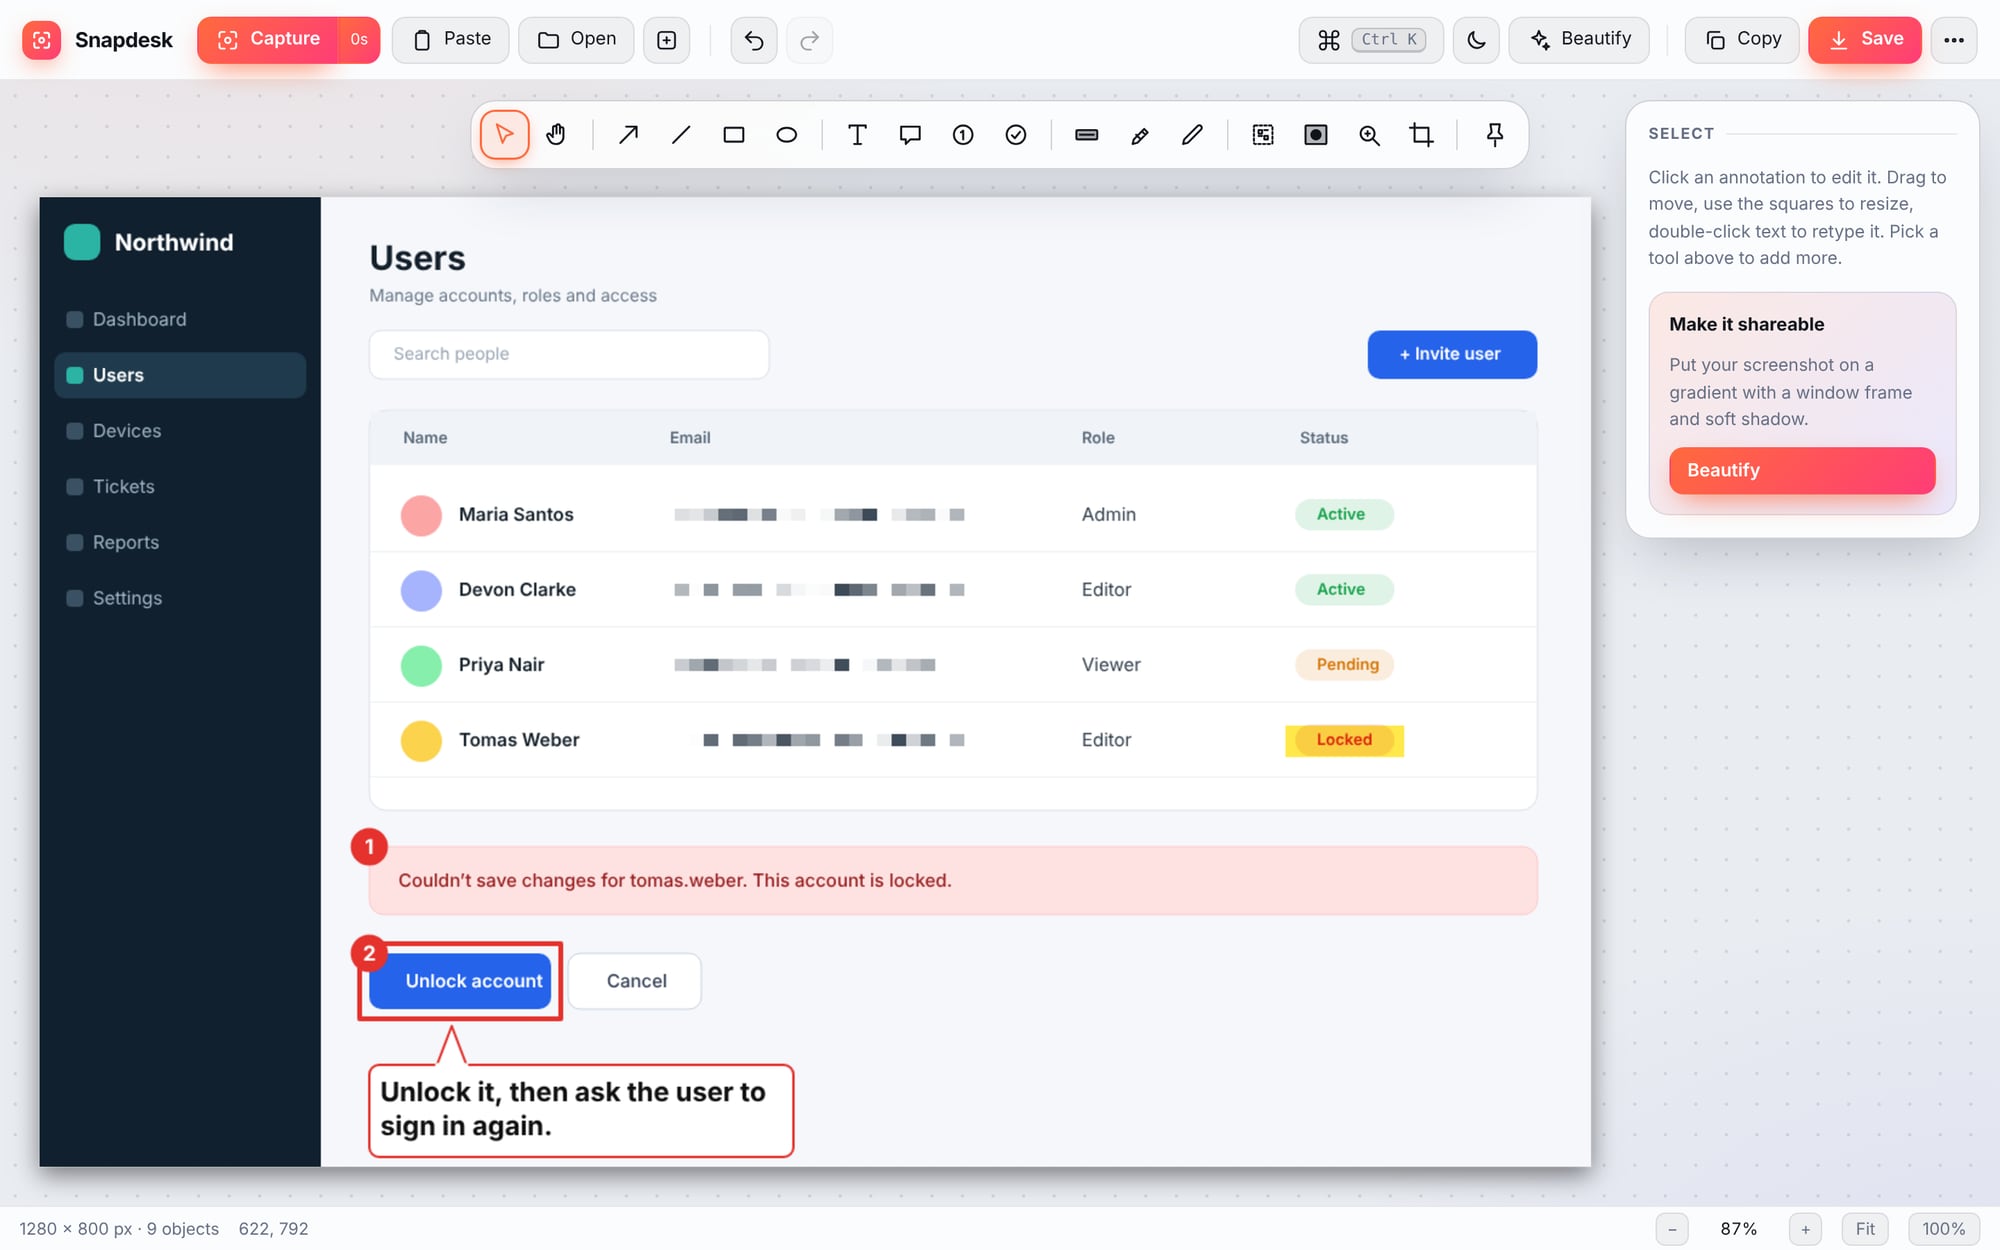 Snapdesk
Capture 0s
Paste
Open
Ctrl K
Beautify
Copy
Save
1
SELECT
Click an annotation to edit it. Drag to
move, use the squares to resize,
double-click text to retype it. Pick a
tool above to add more.
Make it shareable
Put your screenshot on a
gradient with a window frame
and soft shadow.
Beautify
Northwind
Dashboard
Users
Devices
Tickets
Reports
Settings
Users
Manage accounts, roles and access
Search people
+ Invite user
Name Email Role Status
Maria Santos Admin Active
Devon Clarke Editor Active
Priya Nair Viewer Pending
Tomas Weber Editor Locked
1
Couldn’t save changes for tomas.weber. This account is locked.
2
Unlock account
Cancel
Unlock it, then ask the user to
sign in again.
1280 × 800 px · 9 objects 622, 792
− 87% + Fit 100%